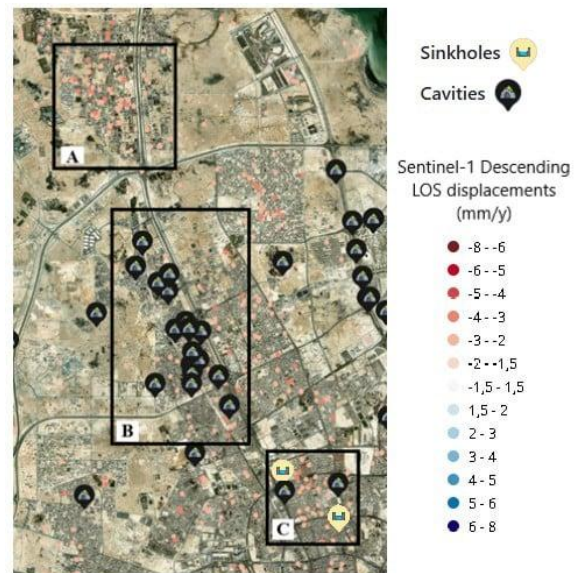 Sinkholes
Cavities
Sentinel-1 Descending
LOS displacements
(mm/y)
-8 - -6
-6 - -5
-5 - -4
-4 - -3
-3 - -2
-2 - -1,5
-1,5 - 1,5
1,5 - 2
2 - 3
3 - 4
4 - 5
5 - 6
6 - 8
A
B
C